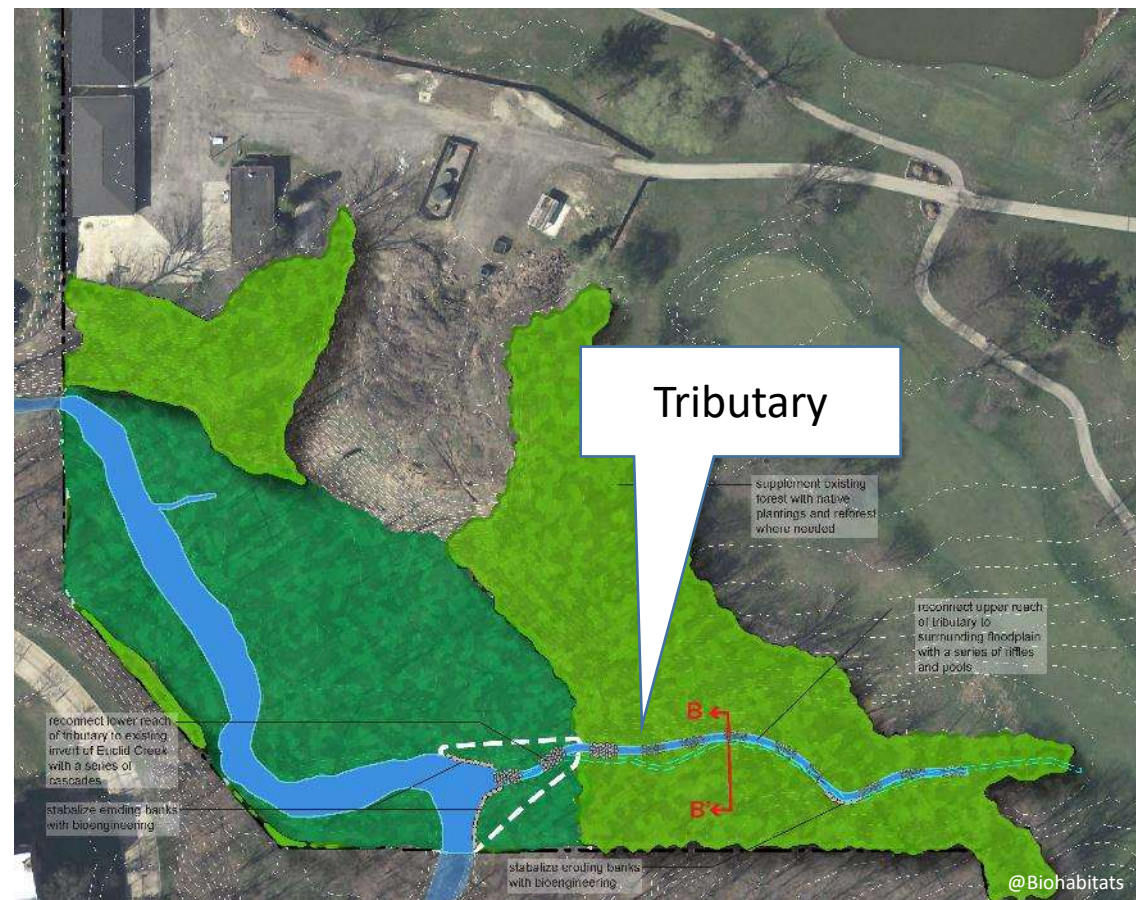 Tributary
supplement existing
forest with native
plantings and reforest
where needed
reconnect upper reach
of tributary to
surrounding floodplain
with a series of riffles
and pools
B
B'
reconnect lower reach
of tributary to existing
invert of Euclid Creek
with a series of
cascades
stabalize eroding banks
with bioengineering
stabalize eroding banks
with bioengineering
@Biohabitats